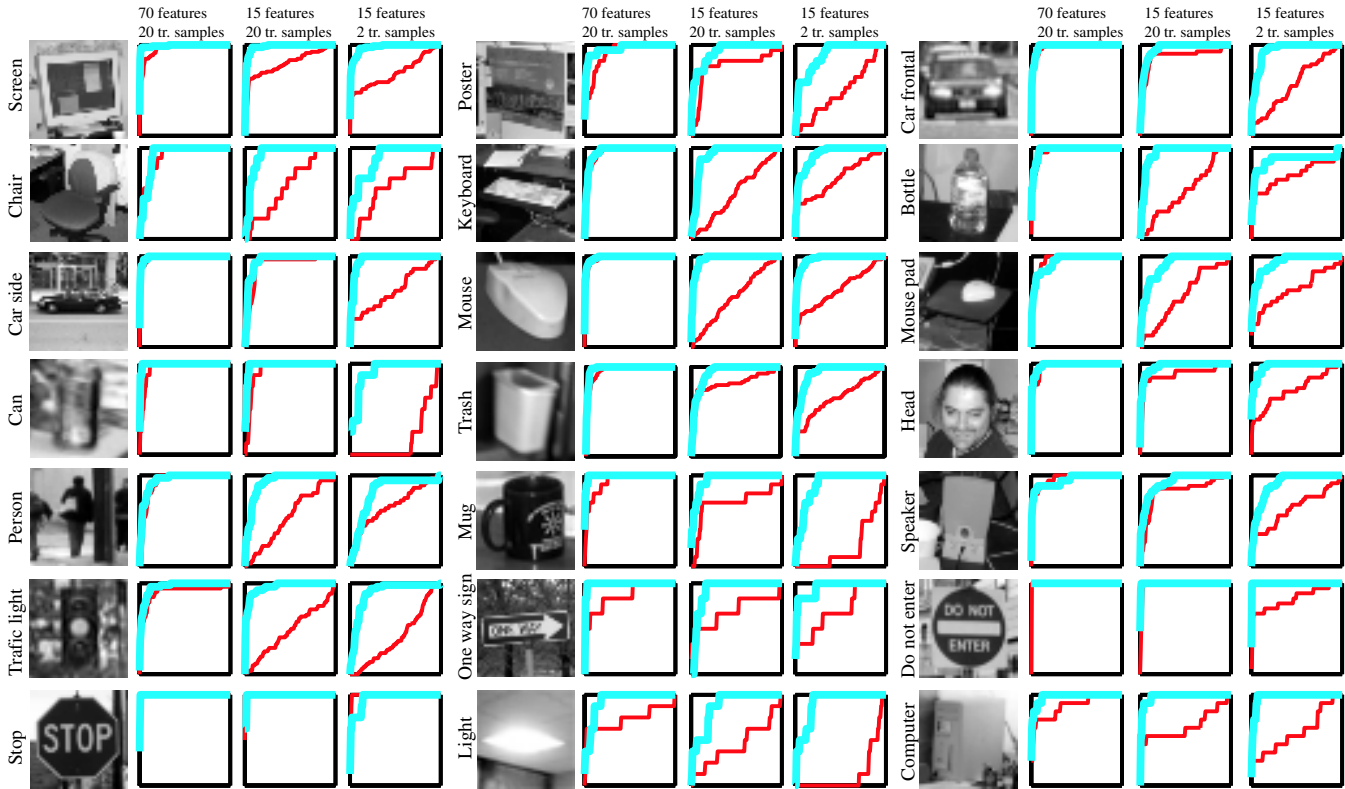 70 features 15 features 15 features 70 features 15 features 15 features 70 features 15 features 15 features
20 tr. samples 20 tr. samples 2 tr. samples 20 tr. samples 20 tr. samples 2 tr. samples 20 tr. samples 20 tr. samples 2 tr. samples
Screen
Poster
Car frontal
Chair
Keyboard
Bottle
Car side
Mouse
Mouse pad
Can
Trash
Head
Person
Mug
Speaker
Trafic light
One way sign
ONE WAY
Do not enter
DO NOT
ENTER
Stop
STOP
Light
Computer